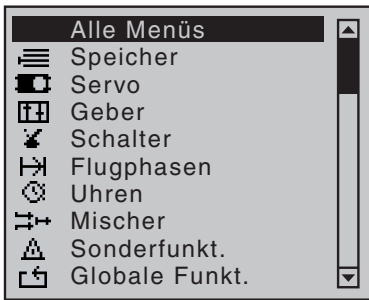 Alle Menüs
Speicher
Servo
Geber
Schalter
Flugphasen
Uhren
Mischer
Sonderfunkt.
Globale Funkt.